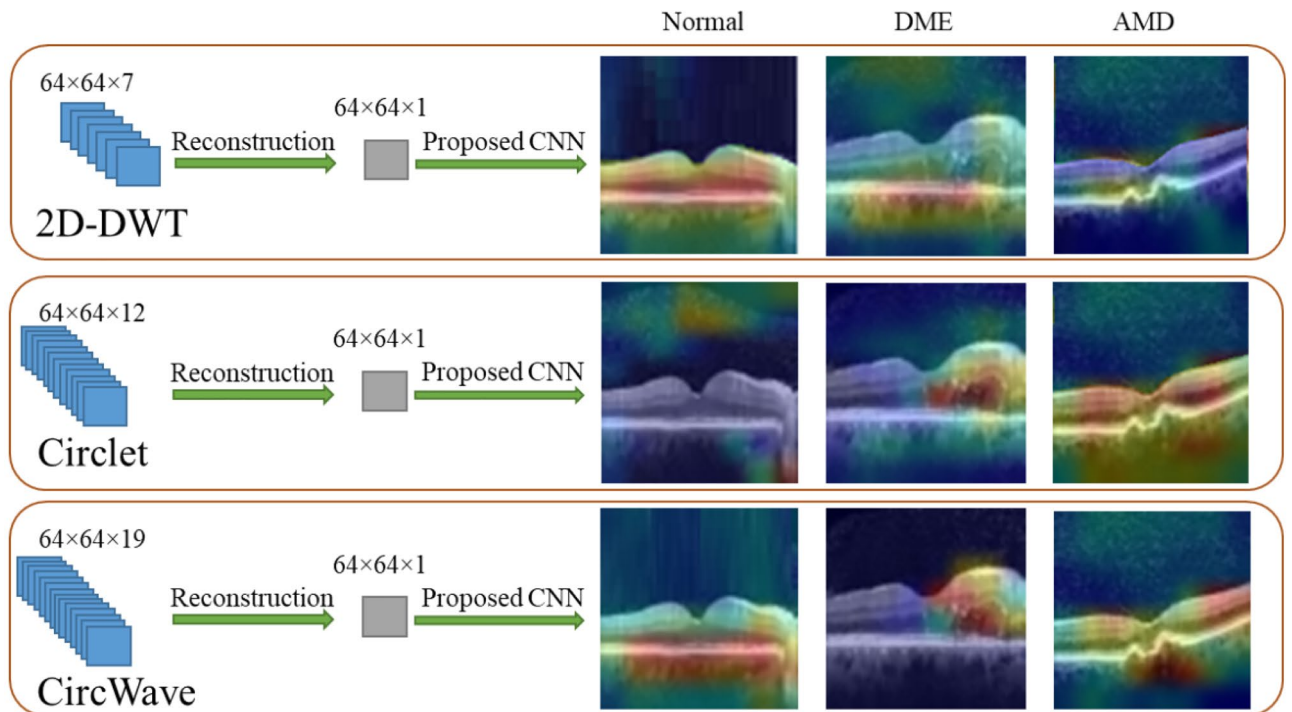 Normal DME AMD
64×64×7
64×64×1
Reconstruction
Proposed CNN
2D-DWT
64×64×12
64×64×1
Reconstruction
Proposed CNN
Circlet
64×64×19
64×64×1
Reconstruction
Proposed CNN
CircWave